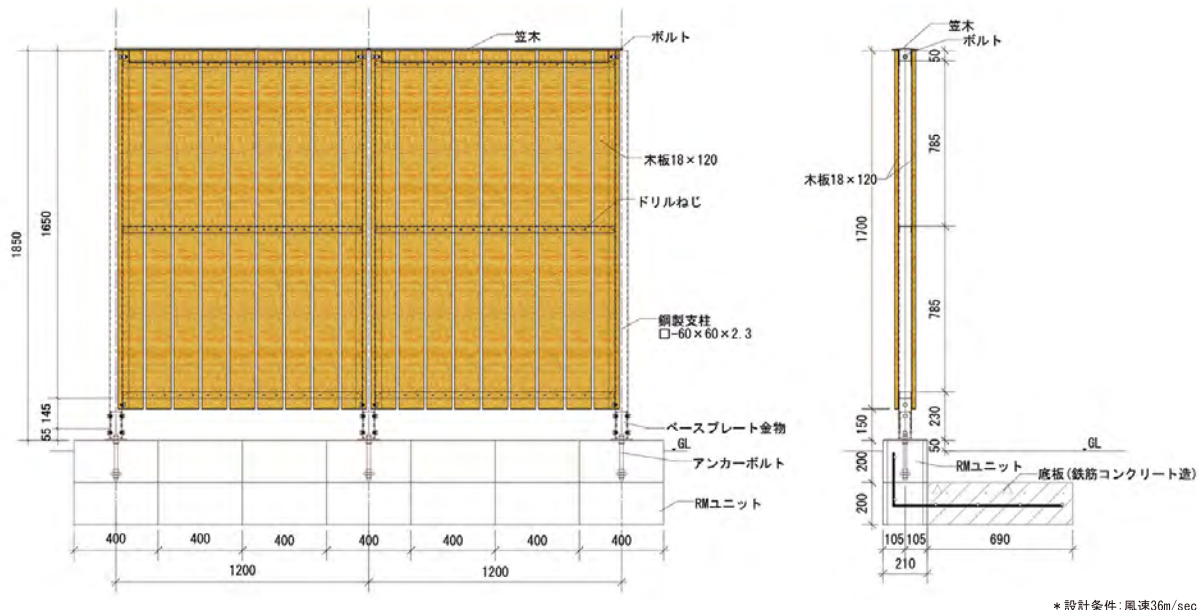 笠木
ボルト
木板18×120
ドリルねじ
鋼製支柱
□-60×60×2.3
ベースプレート金物
GL
アンカーボルト
RMユニット
1850
1650
145
55
400
400
400
400
400
400
400
1200
1200
笠木
ボルト
木板18×120
1700
150
200
200
50
785
785
230
50
GL
RMユニット
底板(鉄筋コンクリート造)
105
105
690
210
*設計条件:風速36m/sec